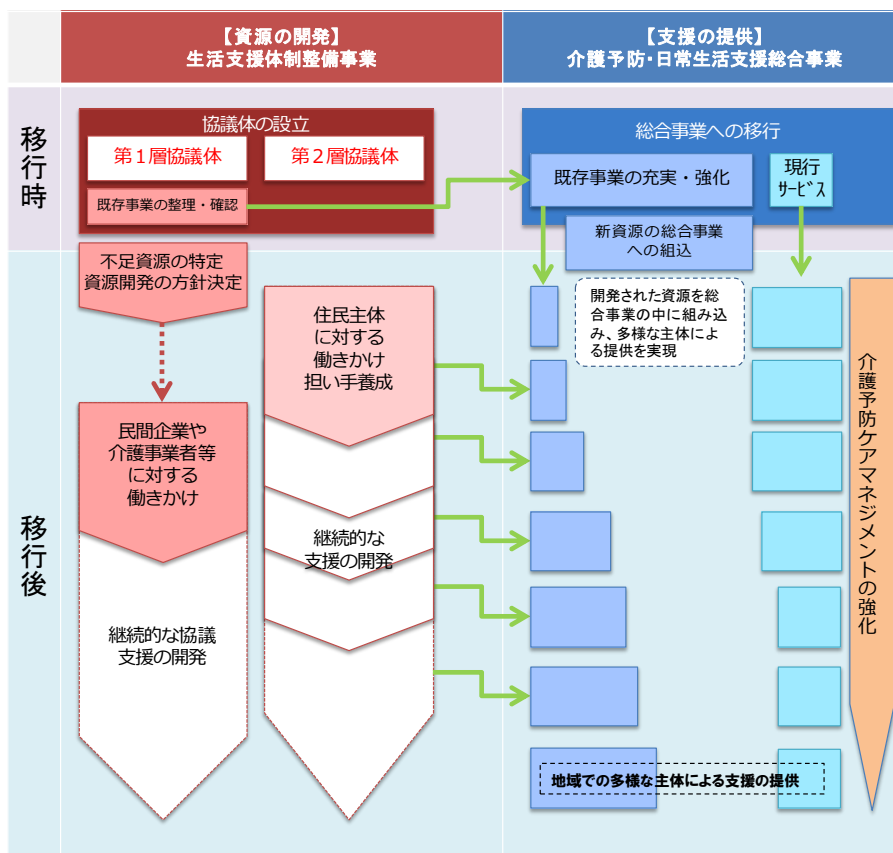 【資源の開発】
生活支援体制整備事業
【支援の提供】
介護予防・日常生活支援総合事業
移行時
協議体の設立
第１層協議体
第２層協議体
既存事業の整理・確認
総合事業への移行
既存事業の充実・強化
現行
ｻｰﾋﾞｽ
新資源の総合事業
への組込
移行後
不足資源の特定
資源開発の方針決定
民間企業や
介護事業者等
に対する
働きかけ
継続的な協議
支援の開発
住民主体
に対する
働きかけ
担い手養成
継続的な
支援の開発
開発された資源を総
合事業の中に組み込
み、多様な主体によ
る提供を実現
地域での多様な主体による支援の提供
介護予防ケアマネジメントの強化